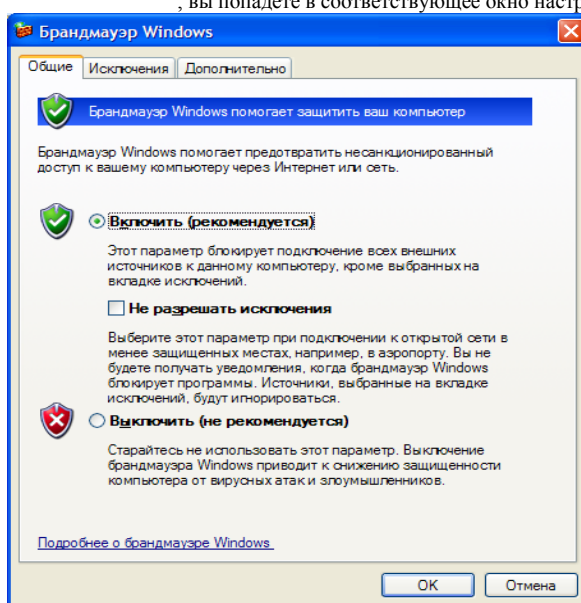 , вы попадете в соответствующее окно настр
Брандмауэр Windows
Общие Исключения Дополнительно
Брандмауэр Windows помогает защитить ваш компьютер
Брандмауэр Windows помогает предотвратить несанкционированный
доступ к вашему компьютеру через Интернет или сеть.
Включить (рекомендуется)
Этот параметр блокирует подключение всех внешних
источников к данному компьютеру, кроме выбранных на
вкладке исключений.
Не разрешать исключения
Выберите этот параметр при подключении к открытой сети в
менее защищенных местах, например, в аэропорту. Вы не
будете получать уведомления, когда брандмауэр Windows
блокирует программы. Источники, выбранные на вкладке
исключений, будут игнорироваться.
Выключить (не рекомендуется)
Старайтесь не использовать этот параметр. Выключение
брандмауэра Windows приводит к снижению защищенности
компьютера от вирусных атак и злоумышленников.
Подробнее о брандмауэре Windows
ОК Отмена